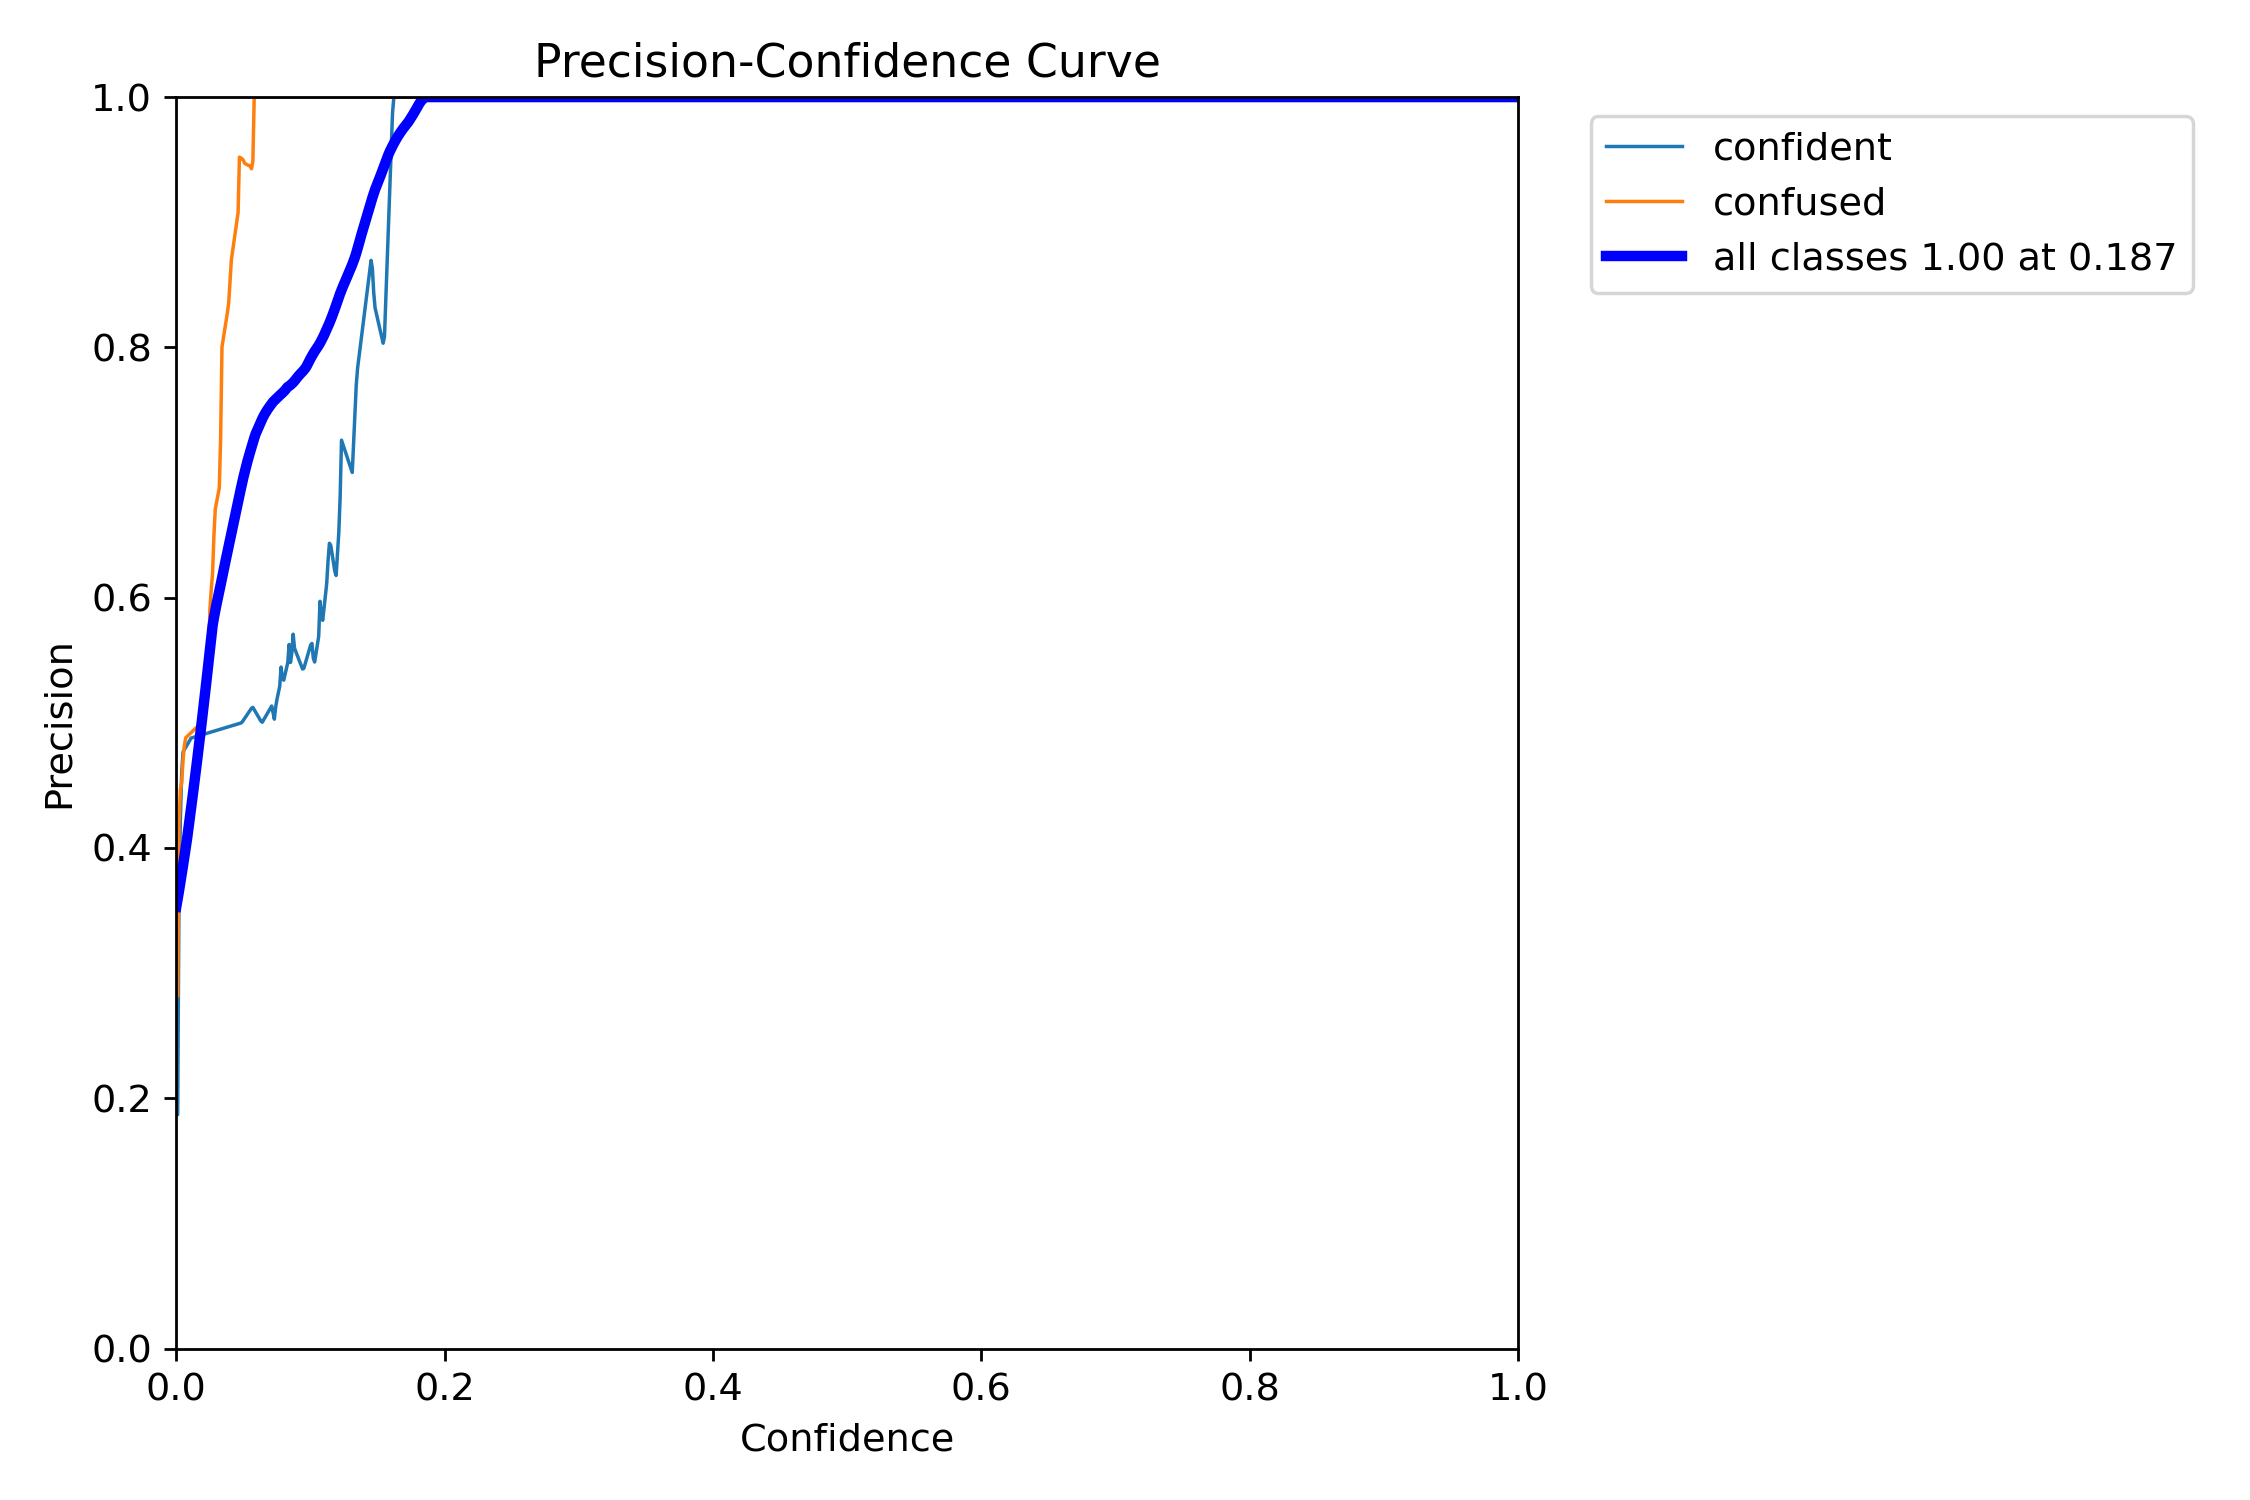 Precision-Confidence Curve
1.0
0.8
0.6
0.4
0.2
0.0
Precision
0.0 0.2 0.4 0.6 0.8 1.0
Confidence
confident
confused
all classes 1.00 at 0.187